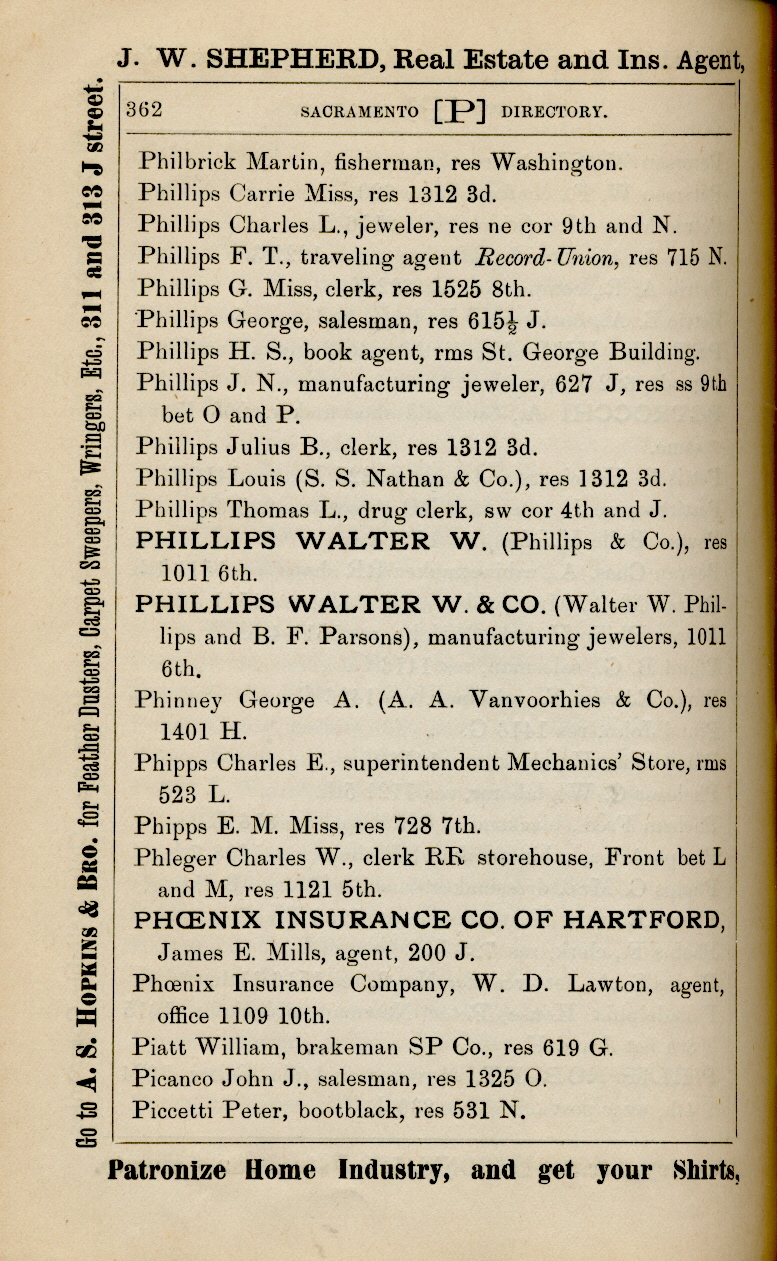 J. W. SHEPHERD, Real Estate and Ins. Agent,
362 SACRAMENTO [P] DIRECTORY.
Philbrick Martin, fisherman, res Washington.
Phillips Carrie Miss, res 1312 3d.
Phillips Charles L., jeweler, res ne cor 9th and N.
Phillips F. T., traveling agent Record-Union, res 715 N.
Phillips G. Miss, clerk, res 1525 8th.
Phillips George, salesman, res 615½ J.
Phillips H. S., book agent, rms St. George Building.
Phillips J. N., manufacturing jeweler, 627 J, res ss 9th
bet O and P.
Phillips Julius B., clerk, res 1312 3d.
Phillips Louis (S. S. Nathan & Co.), res 1312 3d.
Phillips Thomas L., drug clerk, sw cor 4th and J.
PHILLIPS WALTER W. (Phillips & Co.), res
1011 6th.
PHILLIPS WALTER W. & CO. (Walter W. Phil-
lips and B. F. Parsons), manufacturing jewelers, 1011
6th.
Phinney George A. (A. A. Vanvoorhies & Co.), res
1401 H.
Phipps Charles E., superintendent Mechanics' Store, rms
523 L.
Phipps E. M. Miss, res 728 7th.
Phleger Charles W., clerk RR storehouse, Front bet L
and M, res 1121 5th.
PHŒNIX INSURANCE CO. OF HARTFORD,
James E. Mills, agent, 200 J.
Phœnix Insurance Company, W. D. Lawton, agent,
office 1109 10th.
Piatt William, brakeman SP Co., res 619 G.
Picanco John J., salesman, res 1325 O.
Piccetti Peter, bootblack, res 531 N.
Patronize Home Industry, and get your Shirts,
Go to A. S. HOPKINS & BRO. for Feather Dusters, Carpet Sweepers, Wringers, Etc., 311 and 313 J street.